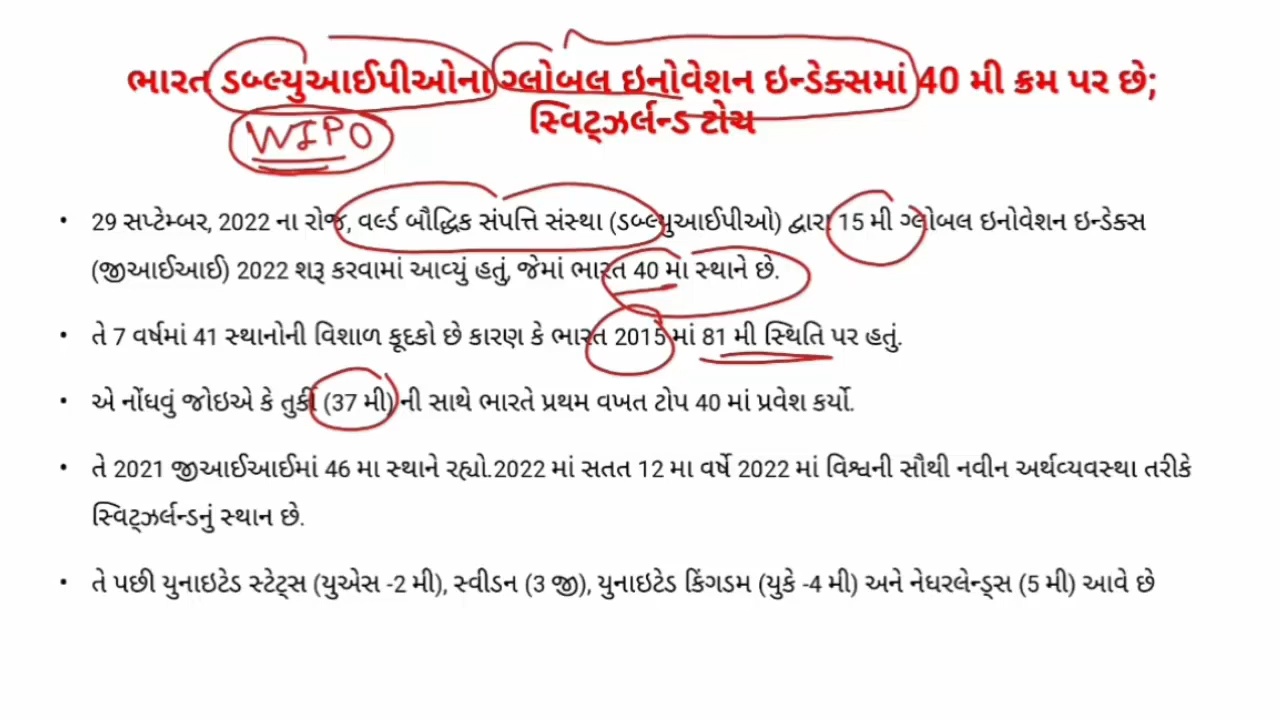 ભારત ડબ્લ્યુઆઈપીઓના ગ્લોબલ ઇનોવેશન ઇન્ડેક્સમાં 40 મી ક્રમ પર છે;
સ્વિટ્ઝર્લન્ડ ટોચ
WIPO
• 29 સપ્ટેમ્બર, 2022 ના રોજ, વર્લ્ડ બૌદ્ધિક સંપત્તિ સંસ્થા (ડબ્લ્યુઆઈપીઓ) દ્વારા 15 મી ગ્લોબલ ઇનોવેશન ઇન્ડેક્સ
(જીઆઈઆઈ) 2022 શરૂ કરવામાં આવ્યું હતું, જેમાં ભારત 40 મા સ્થાને છે.
• તે 7 વર્ષમાં 41 સ્થાનોની વિશાળ કૂદકો છે કારણ કે ભારત 2015 માં 81 મી સ્થિતિ પર હતું.
• એ નોંધવું જોઇએ કે તુર્કી (37 મી) ની સાથે ભારતે પ્રથમ વખત ટોપ 40 માં પ્રવેશ કર્યો.
• તે 2021 જીઆઈઆઈમાં 46 મા સ્થાને રહ્યો.2022 માં સતત 12 મા વર્ષે 2022 માં વિશ્વની સૌથી નવીન અર્થવ્યવસ્થા તરીકે
સ્વિટ્ઝર્લન્ડનું સ્થાન છે.
• તે પછી યુનાઇટેડ સ્ટેટ્સ (યુએસ -2 મી), સ્વીડન (3 જી), યુનાઇટેડ કિંગડમ (યુકે -4 મી) અને નેધરલેન્ડ્સ (5 મી) આવે છે